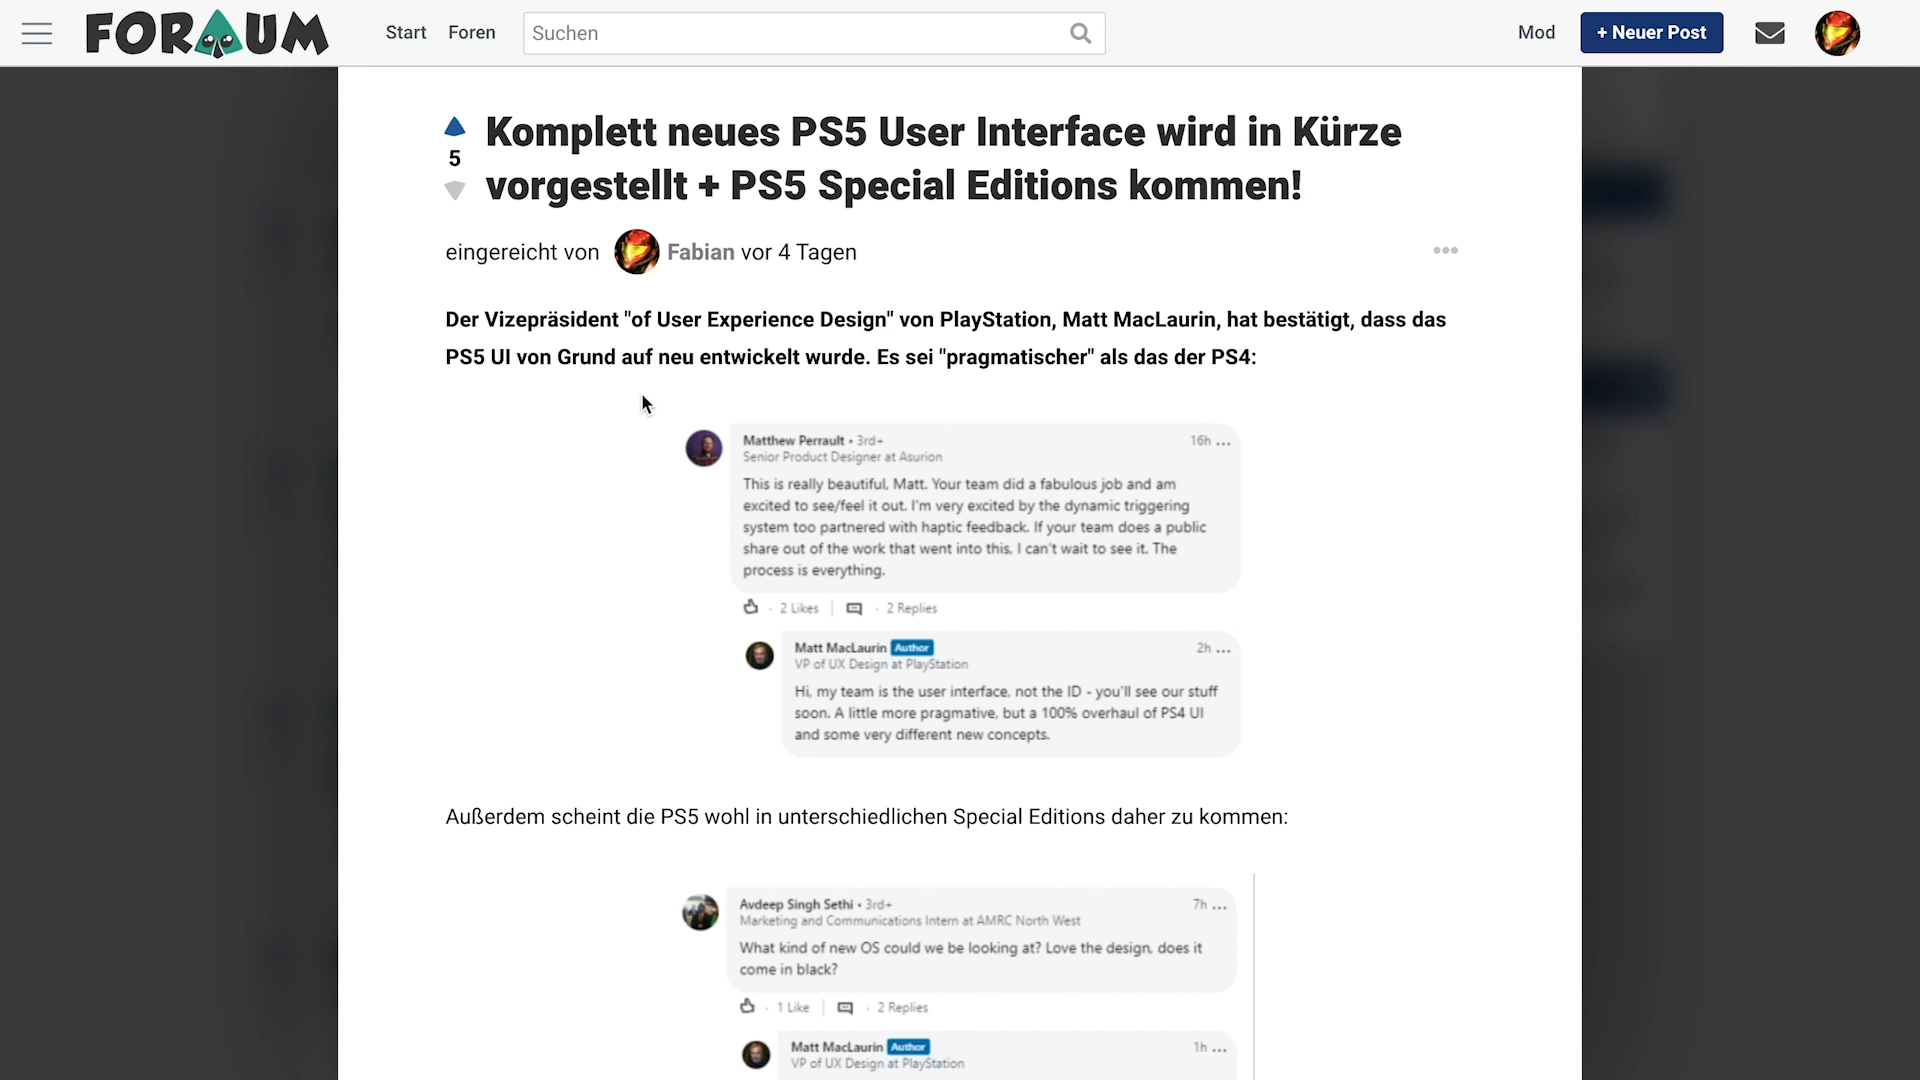 FORAUM
Start
Foren
Suchen
Mod
+ Neuer Post
Komplett neues PS5 User Interface wird in Kürze
5
vorgestellt + PS5 Special Editions kommen!
eingereicht von Fabian vor 4 Tagen
Der Vizepräsident "of User Experience Design" von PlayStation, Matt MacLaurin, hat bestätigt, dass das
PS5 UI von Grund auf neu entwickelt wurde. Es sei "pragmatischer" als das der PS4:
Matthew Perrault • 3rd+
16h ...
Senior Product Designer at Asurion
This is really beautiful, Matt. Your team did a fabulous job and am
excited to see/feel it out. I'm very excited by the dynamic triggering
system too partnered with haptic feedback. If your team does a public
share out of the work that went into this, I can't wait to see it. The
process is everything.
· 2 Likes | · 2 Replies
Matt MacLaurin Author
2h ...
VP of UX Design at PlayStation
Hi, my team is the user interface, not the ID - you'll see our stuff
soon. A little more pragmative, but a 100% overhaul of PS4 UI
and some very different new concepts.
Außerdem scheint die PS5 wohl in unterschiedlichen Special Editions daher zu kommen:
Avdeep Singh Sethi • 3rd+
7h ...
Marketing and Communications Intern at AMRC North West
What kind of new OS could we be looking at? Love the design, does it
come in black?
· 1 Like | · 2 Replies
Matt MacLaurin Author
1h ...
VP of UX Design at PlayStation